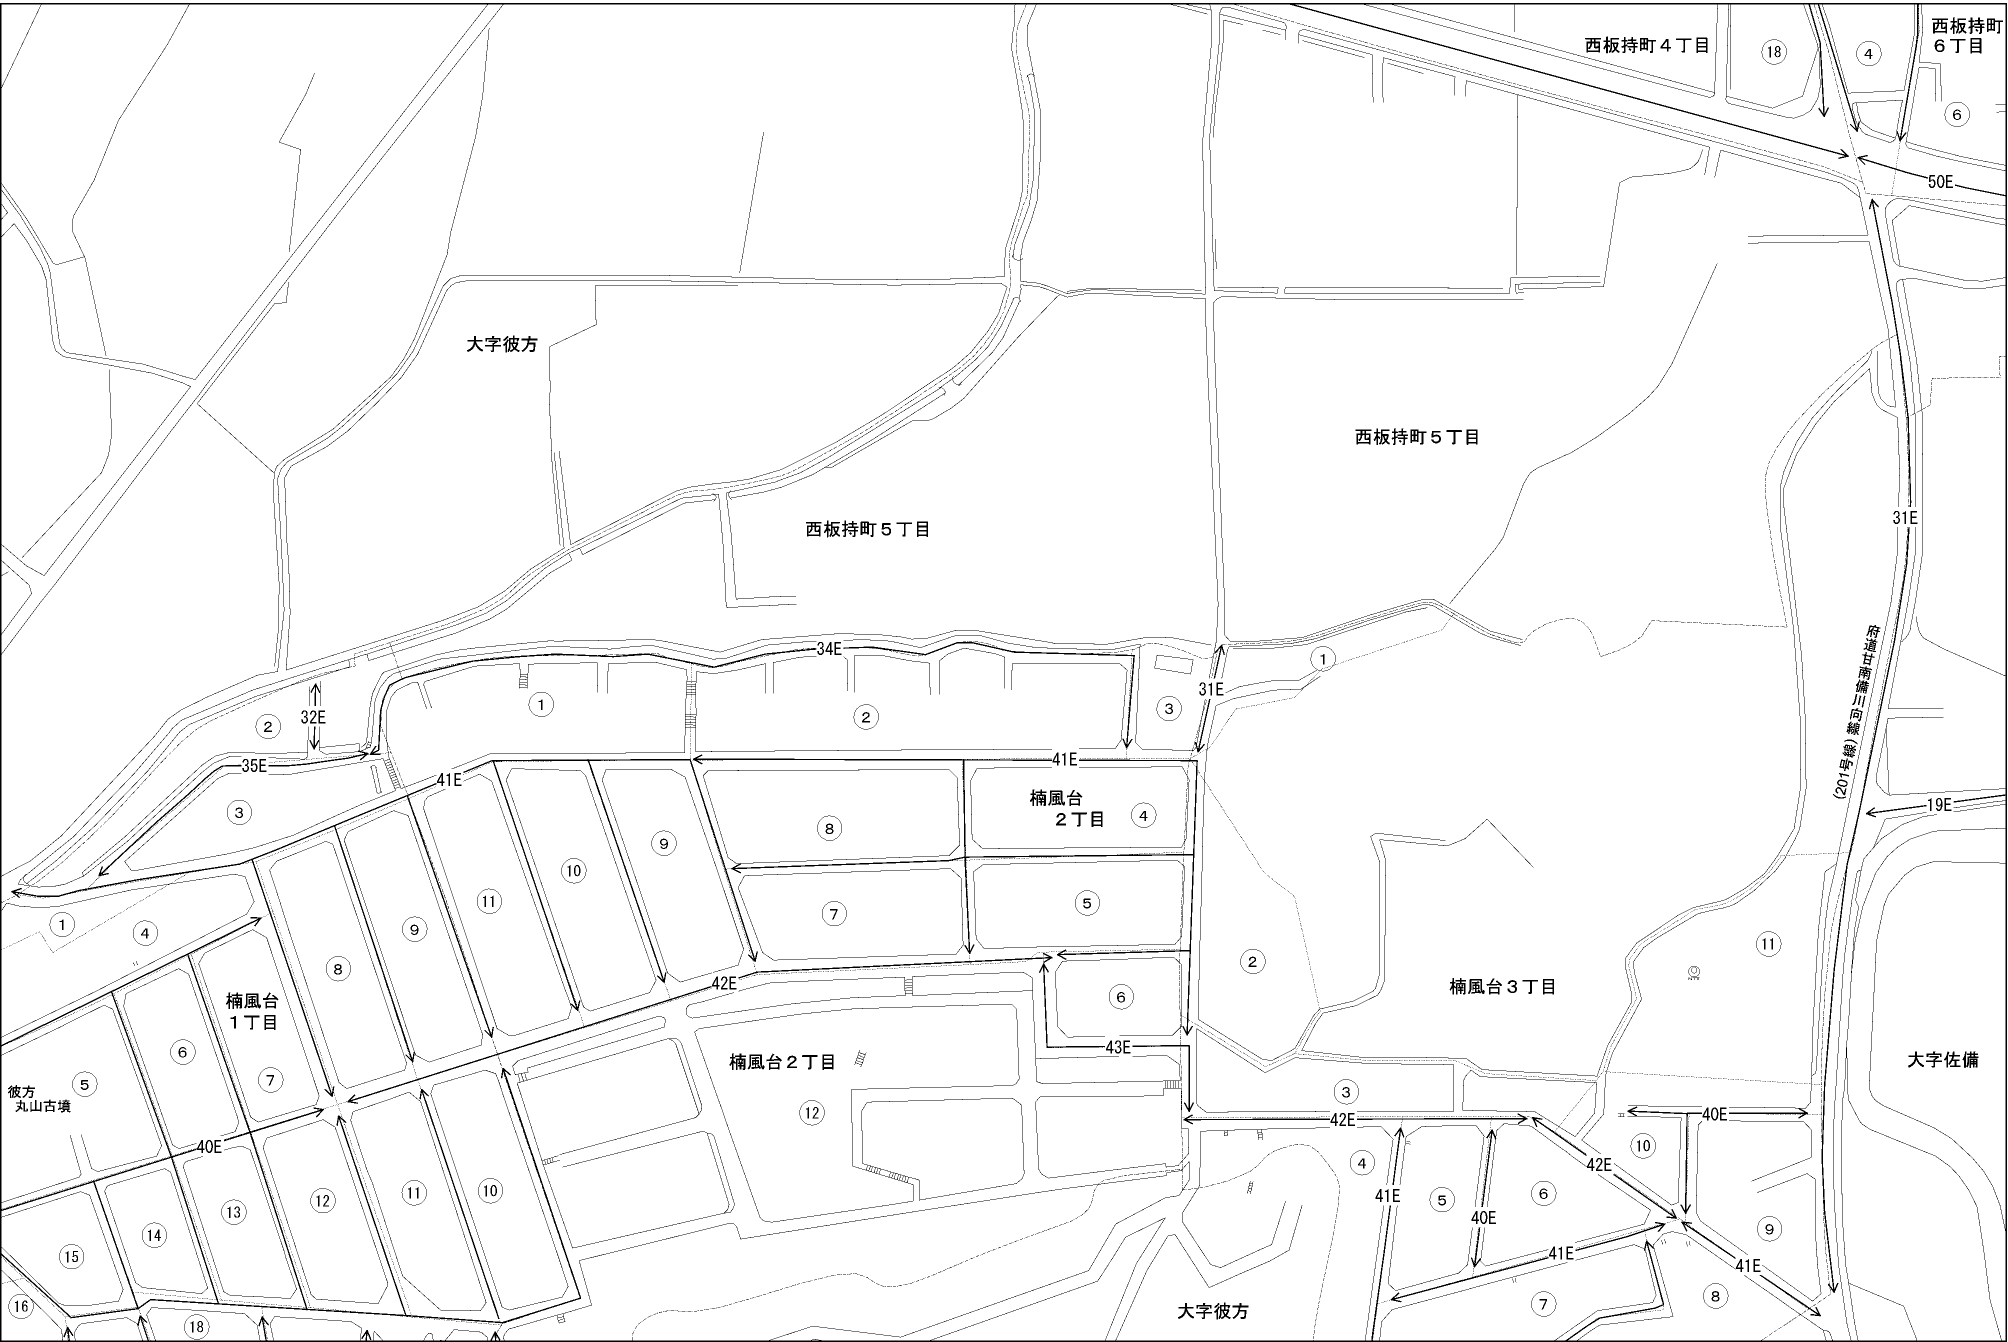 西板持町４丁目
18
4
西板持町
６丁目
6
50E
大字彼方
西板持町５丁目
西板持町５丁目
31E
府道甘南備川向線
(201号線)
34E
1
31E
2
32E
1
2
3
35E
41E
41E
3
楠風台
２丁目
4
8
9
10
11
9
8
7
5
19E
1
4
2
11
楠風台３丁目
楠風台
１丁目
6
7
5
彼方
丸山古墳
42E
6
43E
楠風台２丁目
12
大字佐備
3
42E
40E
10
40E
15
14
13
12
11
10
4
41E
5
40E
6
42E
9
41E
41E
16
18
大字彼方
7
8